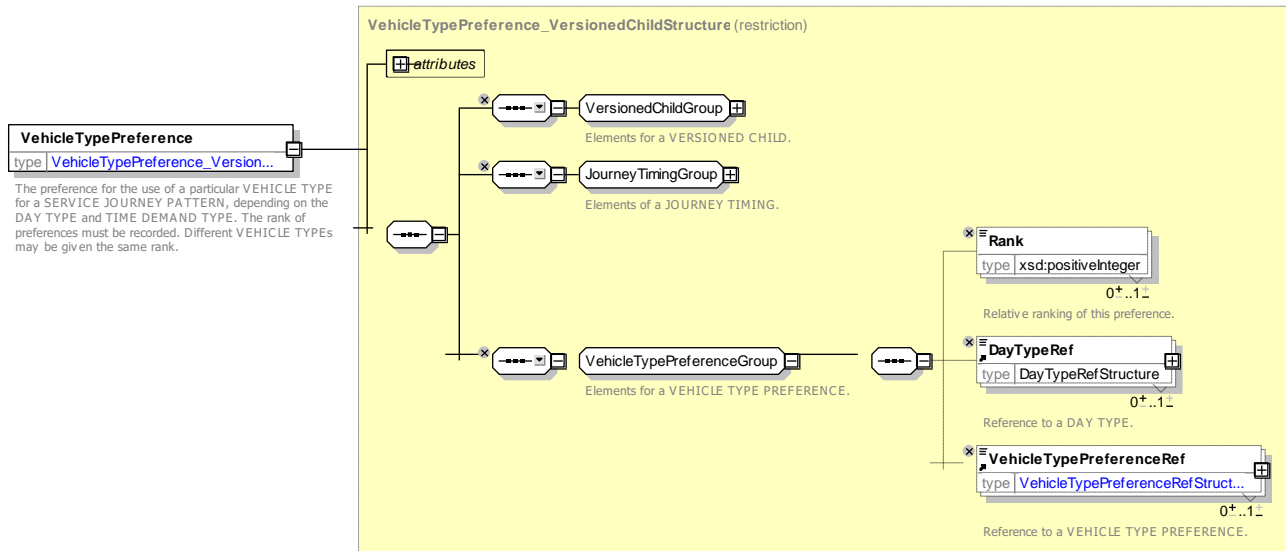 VehicleTypePreference_VersionedChildStructure (restriction)
attributes
VersionedChildGroup
Elements for a VERSIONED CHILD.
VehicleTypePreference
type VehicleTypePreference_Version...
The preference for the use of a particular VEHICLE TYPE
for a SERVICE JOURNEY PATTERN, depending on the
DAY TYPE and TIME DEMAND TYPE. The rank of
preferences must be recorded. Different VEHICLE TYPEs
may be given the same rank.
JourneyTimingGroup
Elements of a JOURNEY TIMING.
Rank
type xsd:positiveInteger
0..1
Relative ranking of this preference.
VehicleTypePreferenceGroup
Elements for a VEHICLE TYPE PREFERENCE.
DayTypeRef
type DayTypeRefStructure
0..1
Reference to a DAY TYPE.
VehicleTypePreferenceRef
type VehicleTypePreferenceRefStruct...
0..1
Reference to a VEHICLE TYPE PREFERENCE.